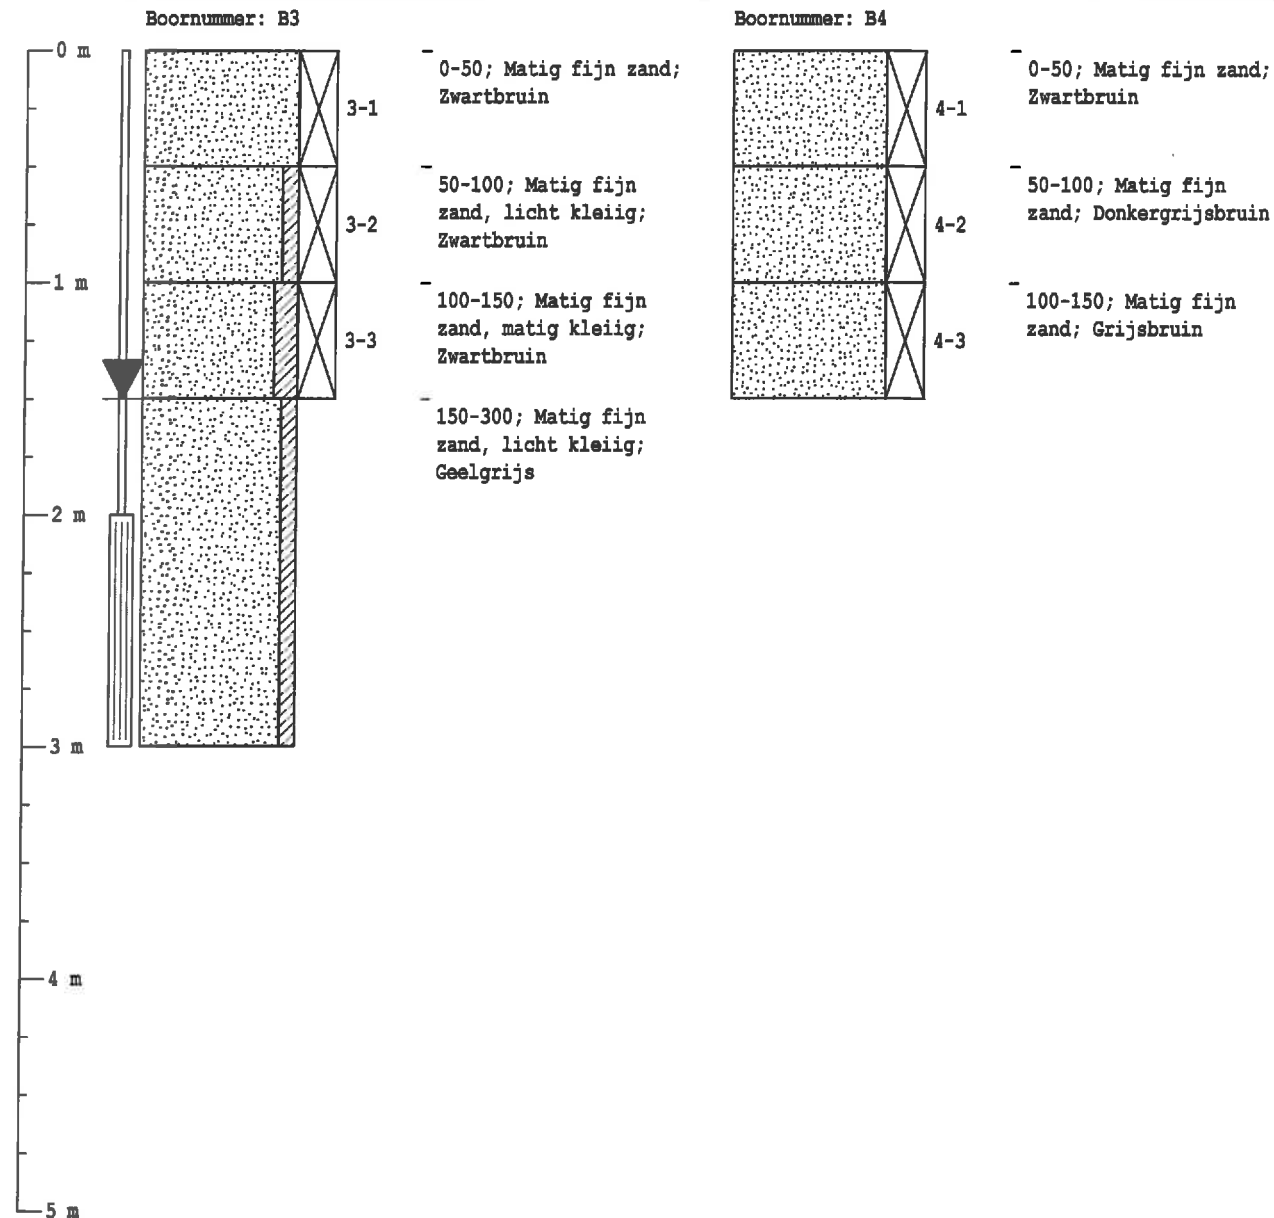 Boornummer: B3
0 m
3-1
0-50; Matig fijn zand;
Zwartbruin
3-2
50-100; Matig fijn
zand, licht kleiig;
Zwartbruin
1 m
3-3
100-150; Matig fijn
zand, matig kleiig;
Zwartbruin
150-300; Matig fijn
zand, licht kleiig;
Geelgrijs
2 m
3 m
4 m
5 m
Boornummer: B4
4-1
0-50; Matig fijn zand;
Zwartbruin
4-2
50-100; Matig fijn
zand; Donkergrijsbruin
4-3
100-150; Matig fijn
zand; Grijsbruin